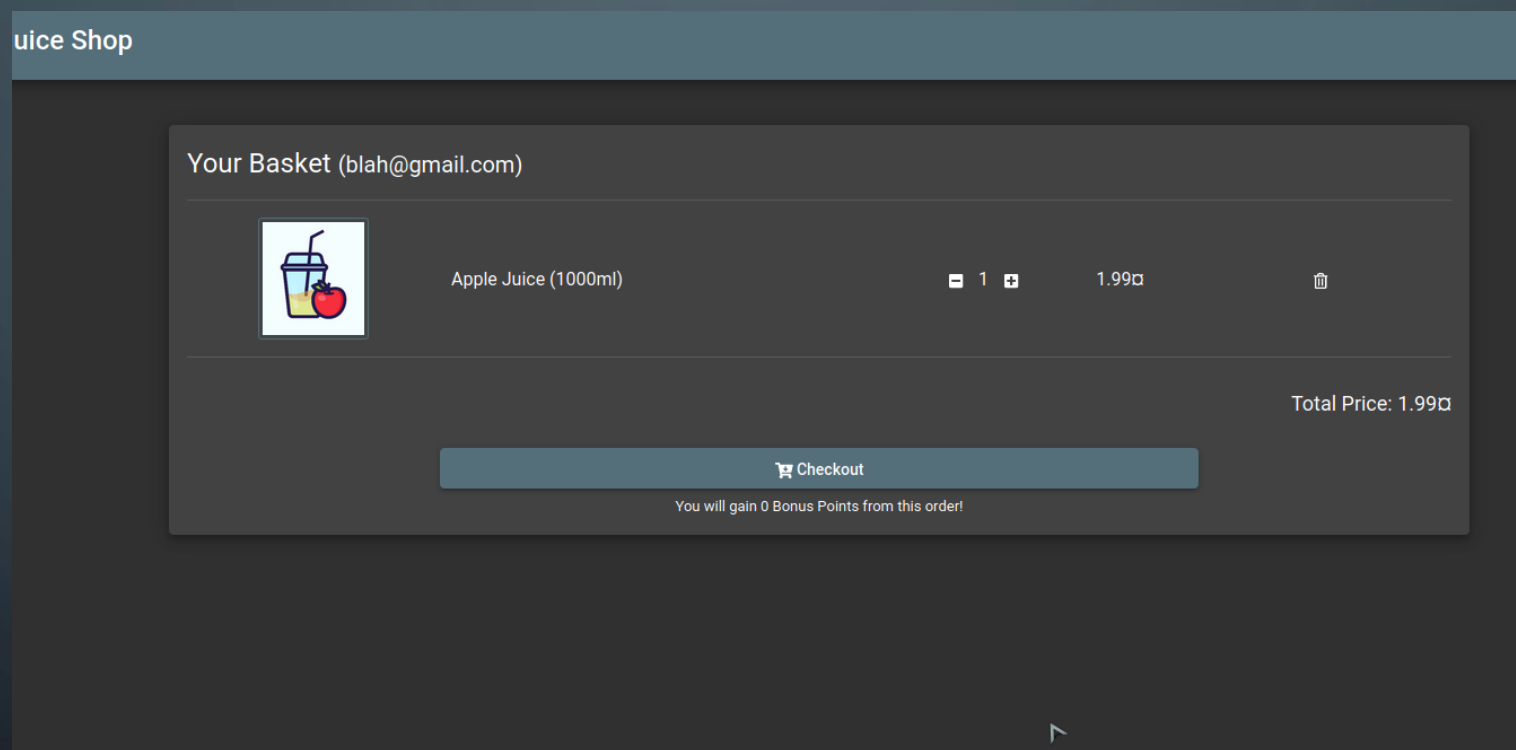 uice Shop
Your Basket (blah@gmail.com)
Apple Juice (1000ml) 1 1.99¤
Total Price: 1.99¤
Checkout
You will gain 0 Bonus Points from this order!